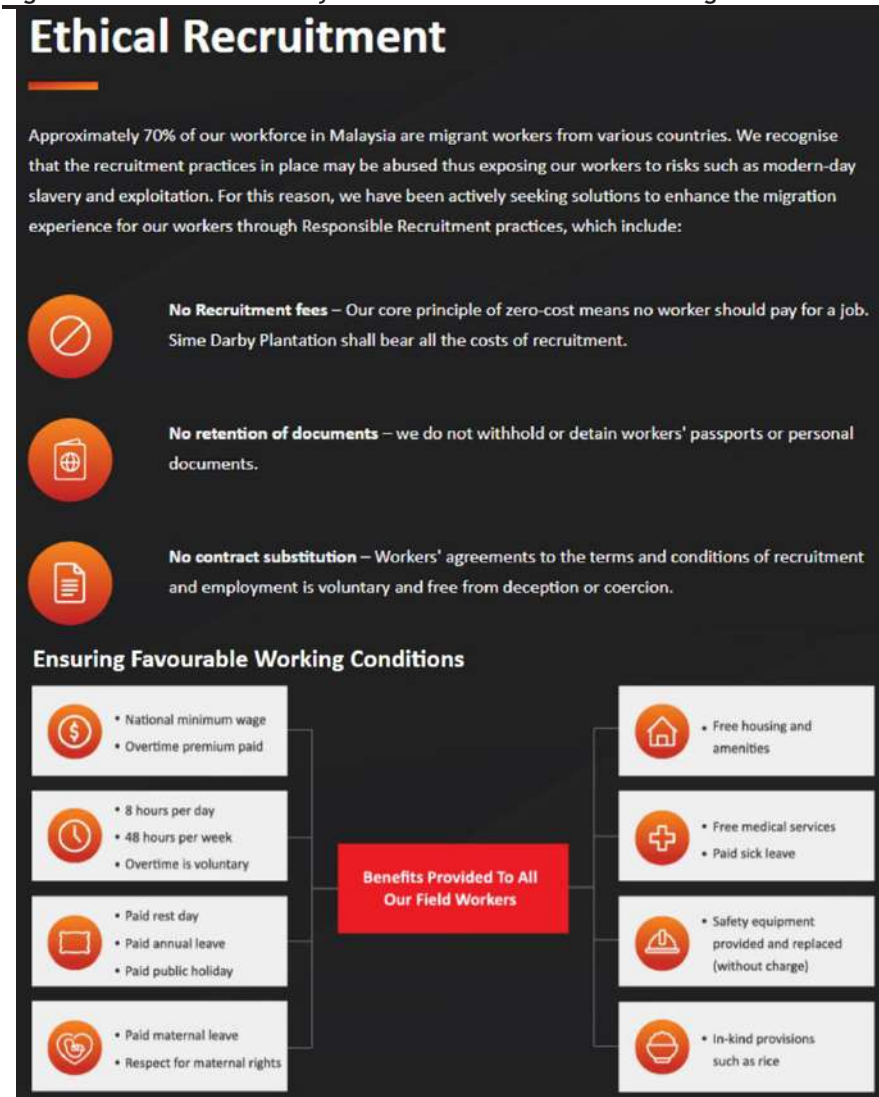 Ethical Recruitment
Approximately 70% of our workforce in Malaysia are migrant workers from various countries. We recognise
that the recruitment practices in place may be abused thus exposing our workers to risks such as modern-day
slavery and exploitation. For this reason, we have been actively seeking solutions to enhance the migration
experience for our workers through Responsible Recruitment practices, which include:
No Recruitment fees – Our core principle of zero-cost means no worker should pay for a job.
Sime Darby Plantation shall bear all the costs of recruitment.
No retention of documents – we do not withhold or detain workers' passports or personal
documents.
No contract substitution – Workers' agreements to the terms and conditions of recruitment
and employment is voluntary and free from deception or coercion.
Ensuring Favourable Working Conditions
• National minimum wage
• Overtime premium paid
• 8 hours per day
• 48 hours per week
• Overtime is voluntary
• Paid rest day
• Paid annual leave
• Paid public holiday
• Paid maternal leave
• Respect for maternal rights
Benefits Provided To All
Our Field Workers
• Free housing and
amenities
• Free medical services
• Paid sick leave
• Safety equipment
provided and replaced
(without charge)
• In-kind provisions
such as rice